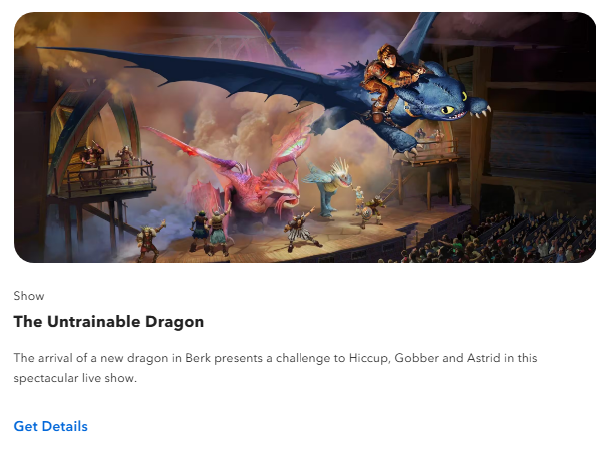 Show
The Untrainable Dragon
The arrival of a new dragon in Berk presents a challenge to Hiccup, Gobber and Astrid in this
spectacular live show.
Get Details